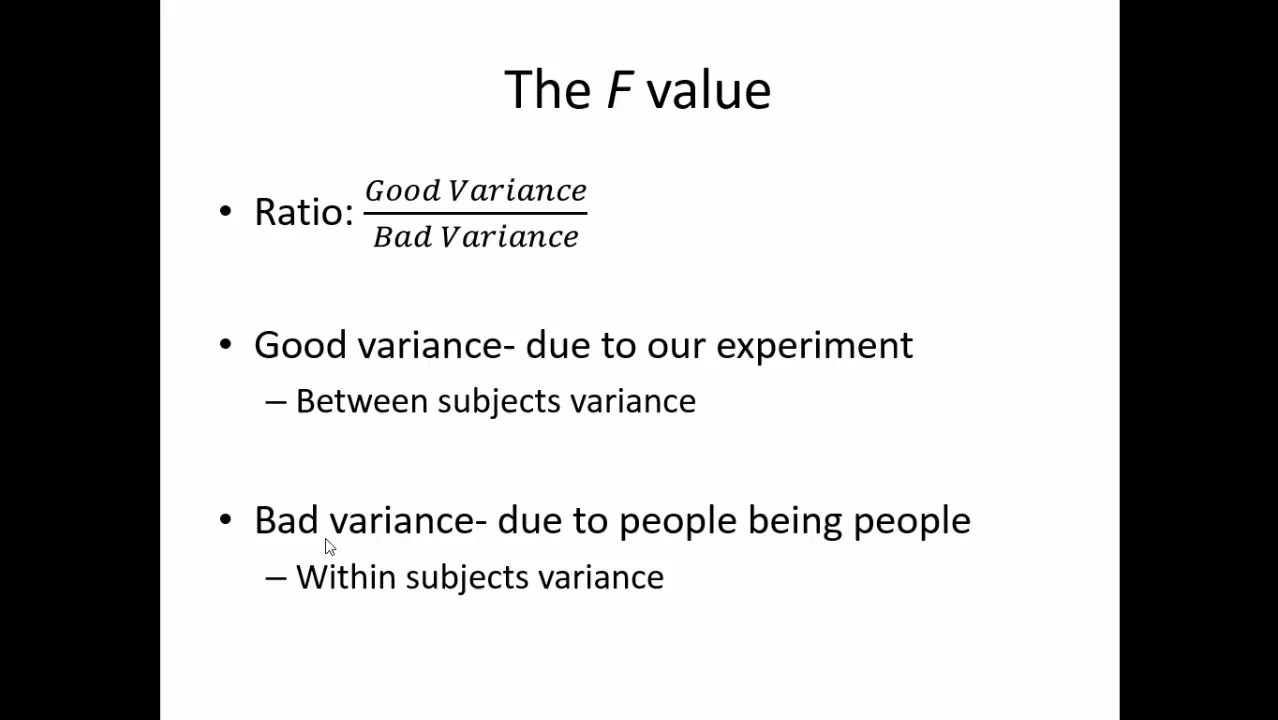 The F value
• Ratio: Good Variance
Bad Variance
• Good variance- due to our experiment
– Between subjects variance
• Bad variance- due to people being people
– Within subjects variance